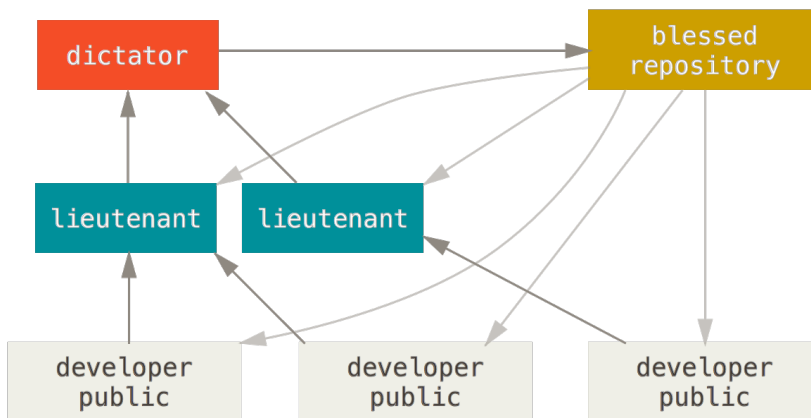 dictator
blessed
repository
lieutenant
lieutenant
developer
public
developer
public
developer
public